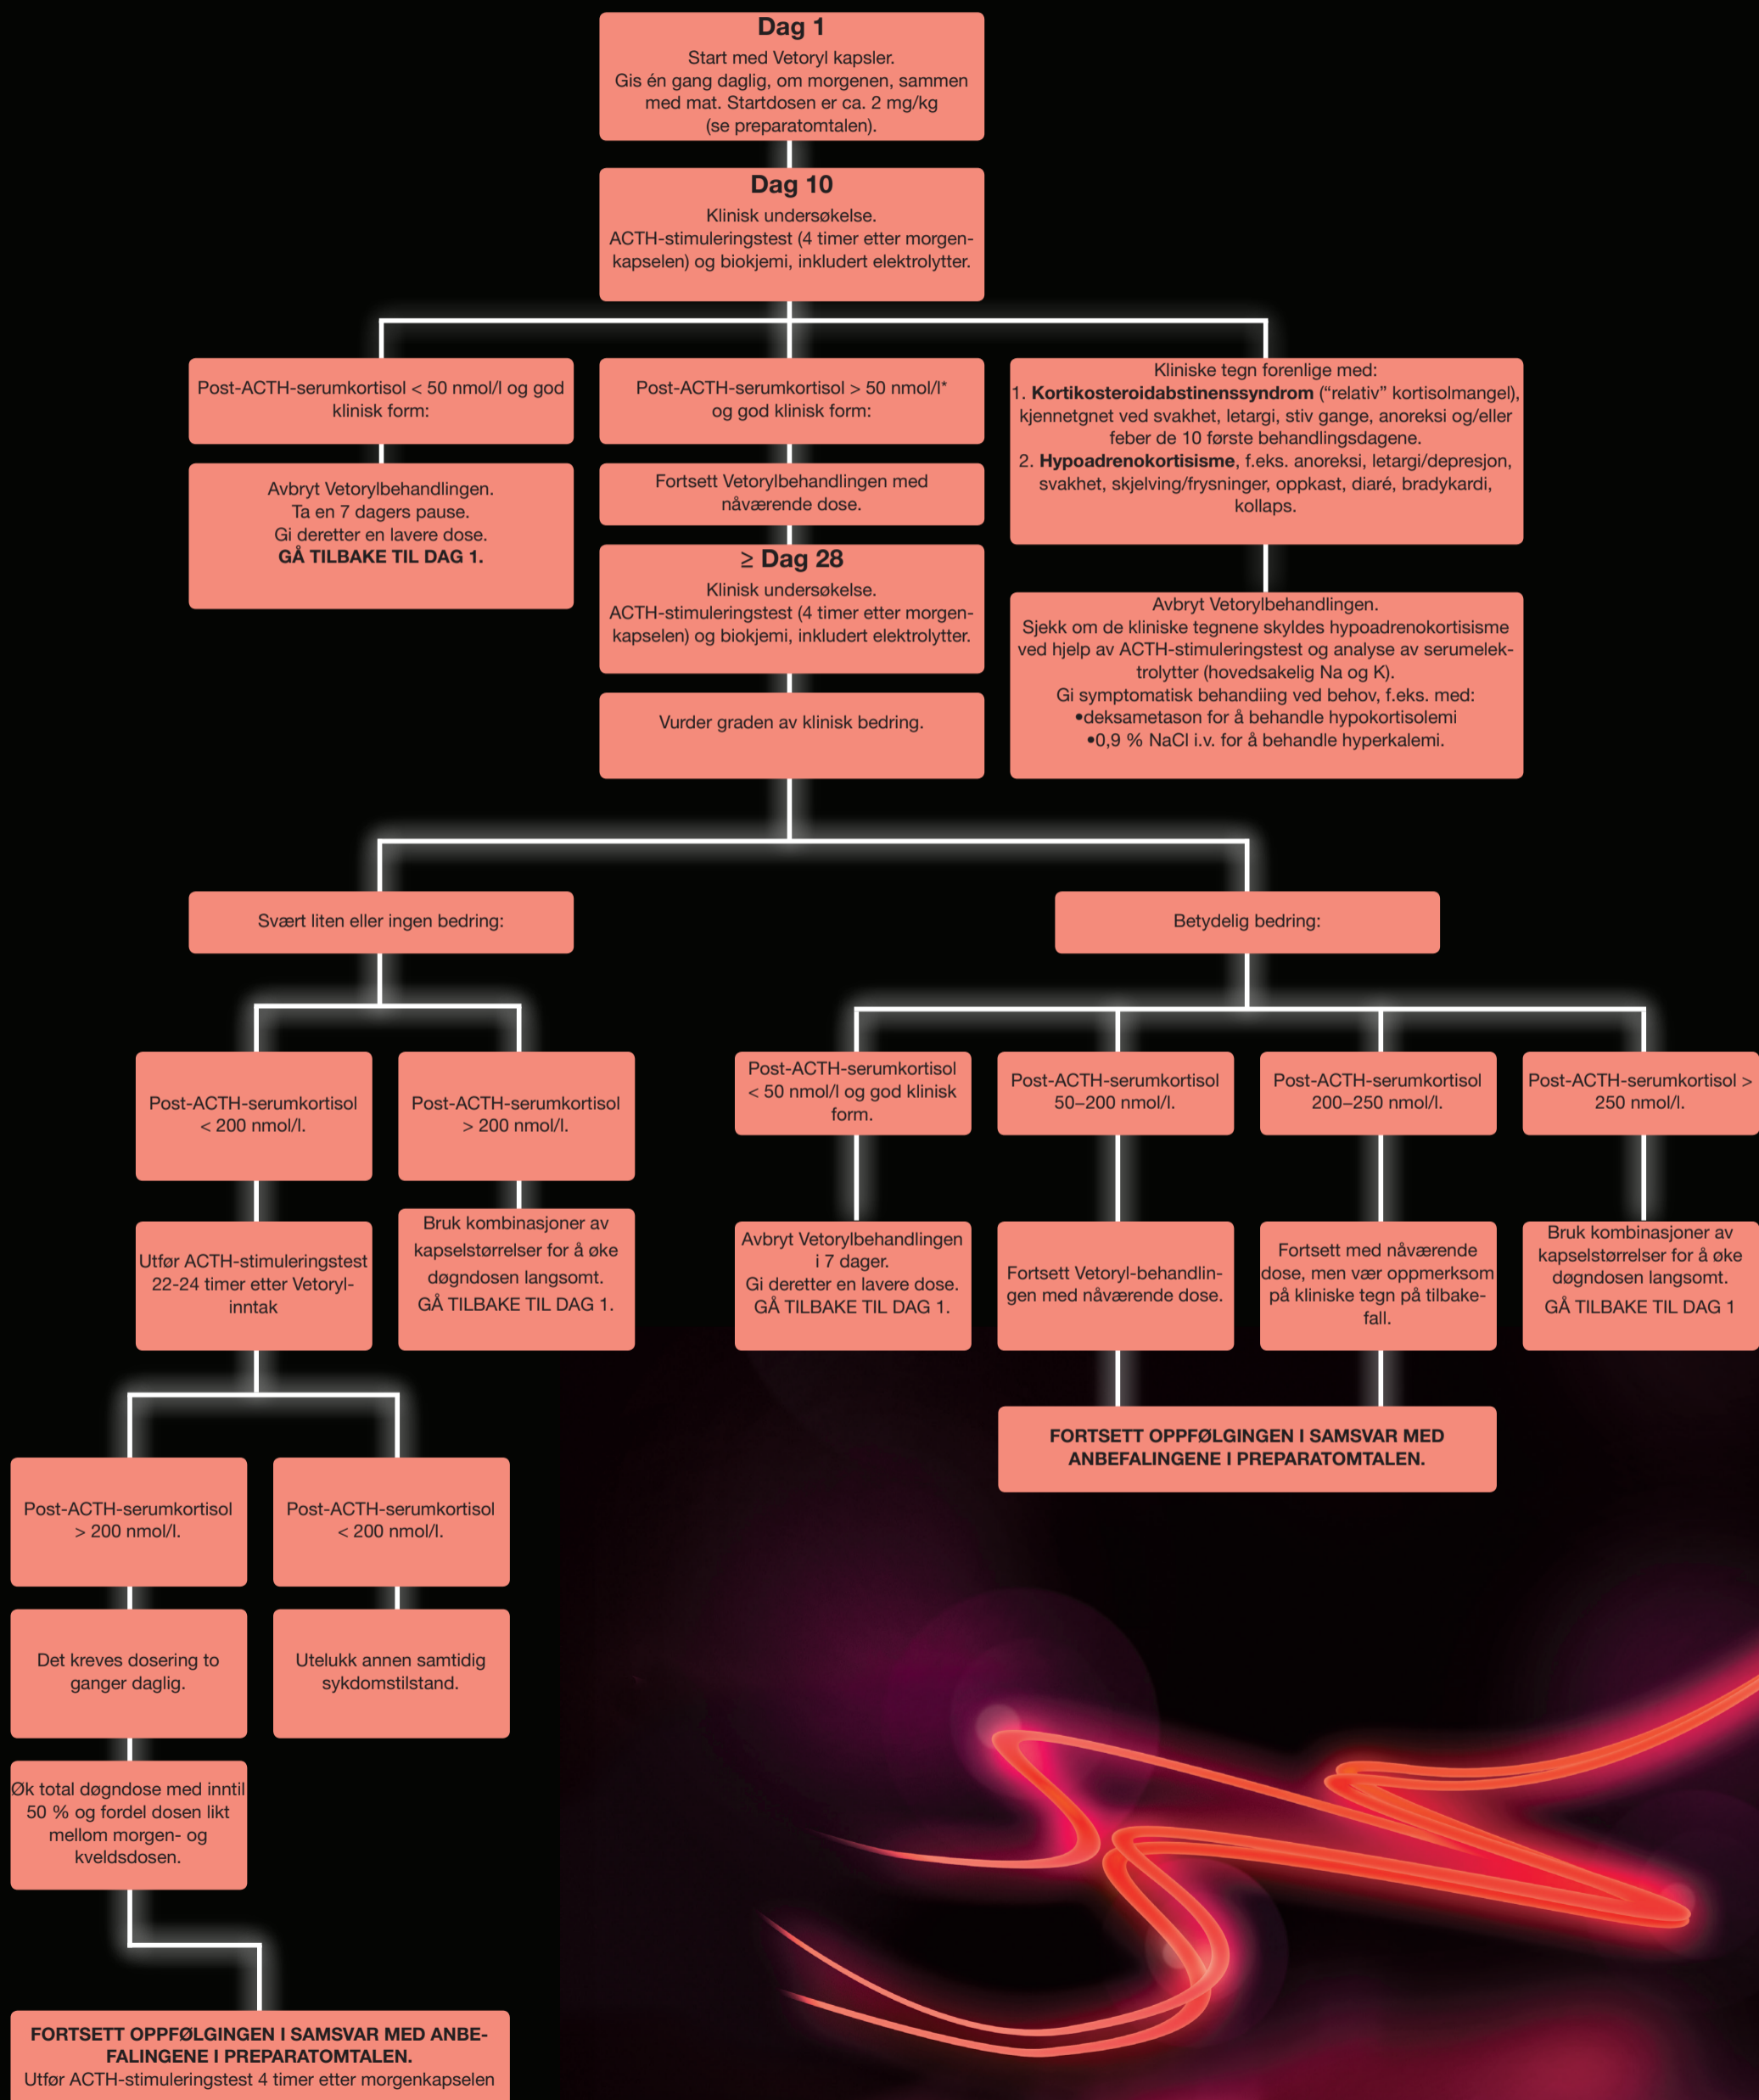 Dag 1
Start med Vetoryl kapsler.
Gis én gang daglig, om morgenen, sammen
med mat. Startdosen er ca. 2 mg/kg
(se preparatomtalen).
Dag 10
Klinisk undersøkelse.
ACTH-stimuleringstest (4 timer etter morgen-
kapselen) og biokjemi, inkludert elektrolytter.
Post-ACTH-serumkortisol < 50 nmol/l og god
klinisk form:
Avbryt Vetorylbehandlingen.
Ta en 7 dagers pause.
Gi deretter en lavere dose.
GÅ TILBAKE TIL DAG 1.
Post-ACTH-serumkortisol > 50 nmol/l*
og god klinisk form:
Fortsett Vetorylbehandlingen med
nåværende dose.
≥ Dag 28
Klinisk undersøkelse.
ACTH-stimuleringstest (4 timer etter morgen-
kapselen) og biokjemi, inkludert elektrolytter.
Vurder graden av klinisk bedring.
Kliniske tegn forenlige med:
1. Kortikosteroidabstinenssyndrom (“relativ” kortisolmangel),
kjennetgnet ved svakhet, letargi, stiv gange, anoreksi og/eller
feber de 10 første behandlingsdagene.
2. Hypoadrenokortisisme, f.eks. anoreksi, letargi/depresjon,
svakhet, skjelving/frysninger, oppkast, diaré, bradykardi,
kollaps.
Avbryt Vetorylbehandlingen.
Sjekk om de kliniske tegnene skyldes hypoadrenokortisisme
ved hjelp av ACTH-stimuleringstest og analyse av serumelek-
trolytter (hovedsakelig Na og K).
Gi symptomatisk behandiing ved behov, f.eks. med:
•deksametason for å behandle hypokortisolemi
•0,9 % NaCl i.v. for å behandle hyperkalemi.
Svært liten eller ingen bedring:
Betydelig bedring:
Post-ACTH-serumkortisol
< 200 nmol/l.
Utfør ACTH-stimuleringstest
22-24 timer etter Vetoryl-
inntak
Post-ACTH-serumkortisol
> 200 nmol/l.
Bruk kombinasjoner av
kapselstørrelser for å øke
døgndosen langsomt.
GÅ TILBAKE TIL DAG 1.
Post-ACTH-serumkortisol
< 50 nmol/l og god klinisk
form.
Avbryt Vetorylbehandlingen
i 7 dager.
Gi deretter en lavere dose.
GÅ TILBAKE TIL DAG 1.
Post-ACTH-serumkortisol
50–200 nmol/l.
Fortsett Vetoryl-behandlin-
gen med nåværende dose.
Post-ACTH-serumkortisol
200–250 nmol/l.
Fortsett med nåværende
dose, men vær oppmerksom
på kliniske tegn på tilbake-
fall.
Post-ACTH-serumkortisol >
250 nmol/l.
Bruk kombinasjoner av
kapselstørrelser for å øke
døgndosen langsomt.
GÅ TILBAKE TIL DAG 1
FORTSETT OPPFØLGINGEN I SAMSVAR MED
ANBEFALINGENE I PREPARATOMTALEN.
Post-ACTH-serumkortisol
> 200 nmol/l.
Det kreves dosering to
ganger daglig.
Øk total døgndose med inntil
50 % og fordel dosen likt
mellom morgen- og
kveldsdosen.
Post-ACTH-serumkortisol
< 200 nmol/l.
Utelukk annen samtidig
sykdomstilstand.
FORTSETT OPPFØLGINGEN I SAMSVAR MED ANBE-
FALINGENE I PREPARATOMTALEN.
Utfør ACTH-stimuleringstest 4 timer etter morgenkapselen